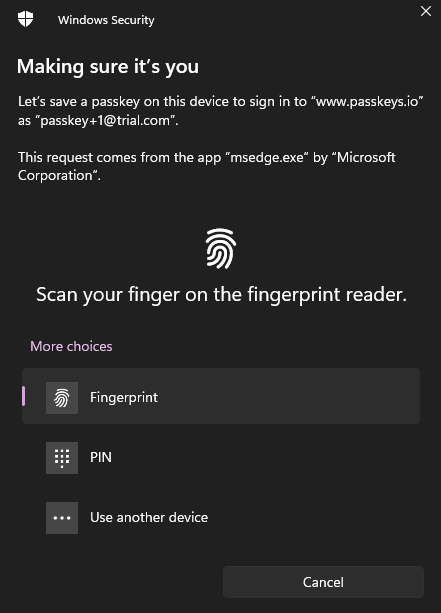 Windows Security
Making sure it’s you
Let’s save a passkey on this device to sign in to “www.passkeys.io”
as “passkey+1@trial.com”.
This request comes from the app “msedge.exe” by “Microsoft
Corporation”.
Scan your finger on the fingerprint reader.
More choices
Fingerprint
PIN
Use another device
Cancel